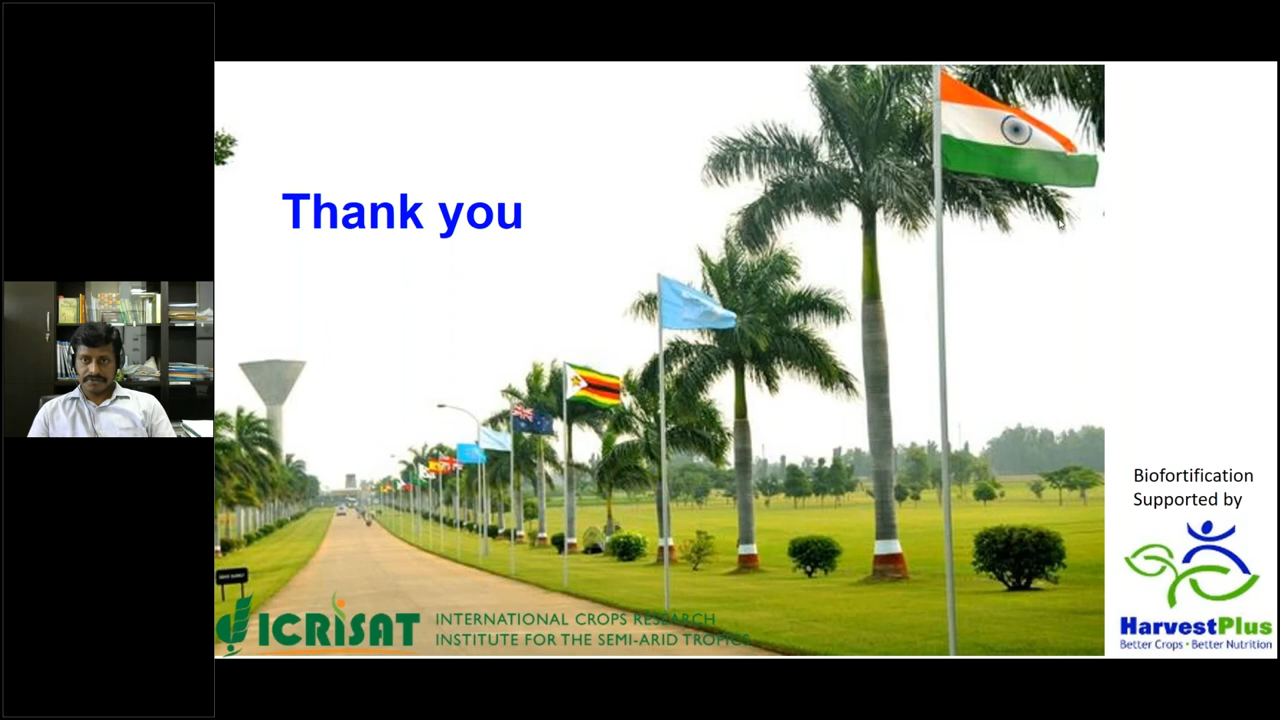 Thank you
ICRISAT
INTERNATIONAL CROPS RESEARCH
INSTITUTE FOR THE SEMI-ARID TROPICS
Biofortification
Supported by
HarvestPlus
Better Crops • Better Nutrition